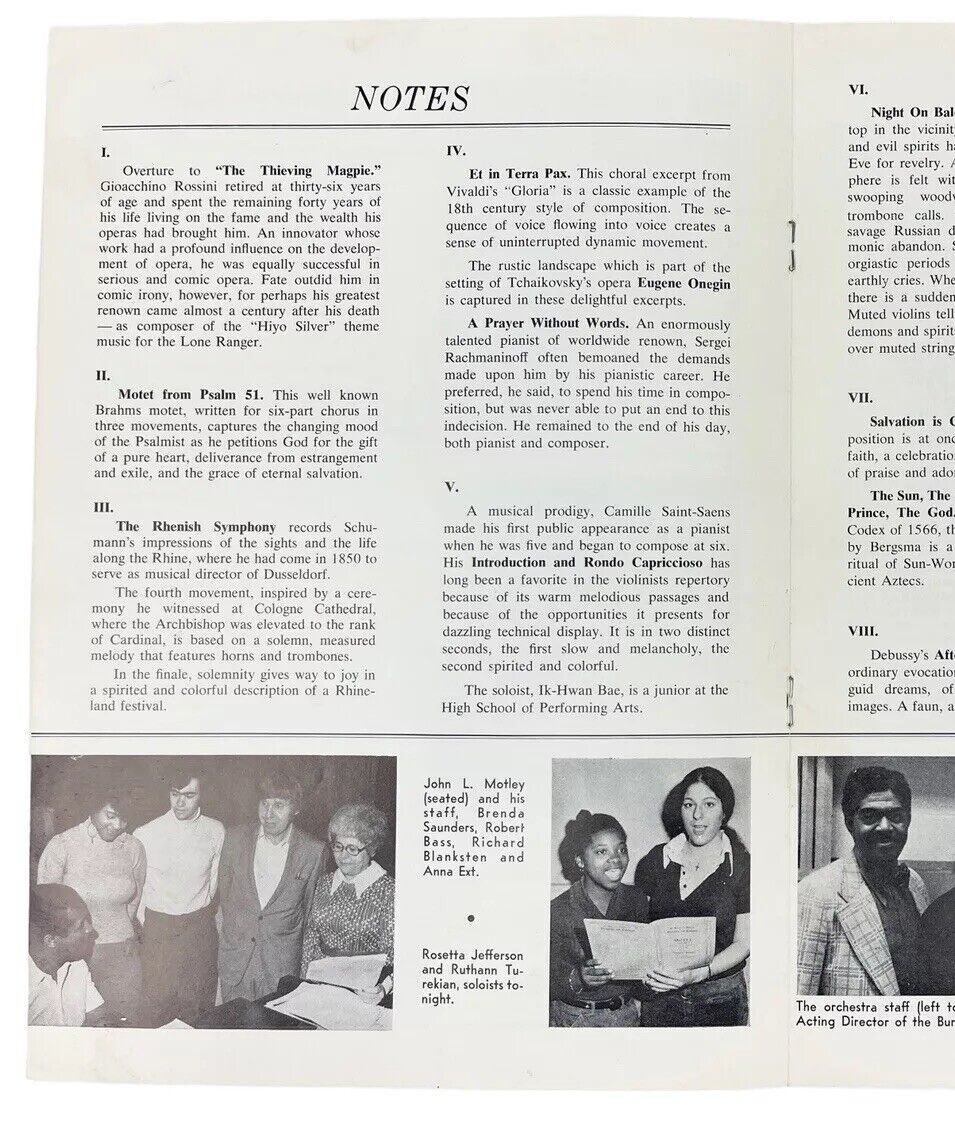 NOTES
I.
Overture to “The Thieving Magpie.”
Gioacchino Rossini retired at thirty-six years
of age and spent the remaining forty years of
his life living on the fame and the wealth his
operas had brought him. An innovator whose
work had a profound influence on the develop-
ment of opera, he was equally successful in
serious and comic opera. Fate outdid him in
comic irony, however, for perhaps his greatest
renown came almost a century after his death
— as composer of the “Hiyo Silver” theme
music for the Lone Ranger.
II.
Motet from Psalm 51. This well known
Brahms motet, written for six-part chorus in
three movements, captures the changing mood
of the Psalmist as he petitions God for the gift
of a pure heart, deliverance from estrangement
and exile, and the grace of eternal salvation.
III.
The Rhenish Symphony records Schu-
mann’s impressions of the sights and the life
along the Rhine, where he had come in 1850 to
serve as musical director of Dusseldorf.
The fourth movement, inspired by a cere-
mony he witnessed at Cologne Cathedral,
where the Archbishop was elevated to the rank
of Cardinal, is based on a solemn, measured
melody that features horns and trombones.
In the finale, solemnity gives way to joy in
a spirited and colorful description of a Rhine-
land festival.
IV.
Et in Terra Pax. This choral excerpt from
Vivaldi’s “Gloria” is a classic example of the
18th century style of composition. The se-
quence of voice flowing into voice creates a
sense of uninterrupted dynamic movement.
The rustic landscape which is part of the
setting of Tchaikovsky’s opera Eugene Onegin
is captured in these delightful excerpts.
A Prayer Without Words. An enormously
talented pianist of worldwide renown, Sergei
Rachmaninoff often bemoaned the demands
made upon him by his pianistic career. He
preferred, he said, to spend his time in compo-
sition, but was never able to put an end to this
indecision. He remained to the end of his day,
both pianist and composer.
V.
A musical prodigy, Camille Saint-Saens
made his first public appearance as a pianist
when he was five and began to compose at six.
His Introduction and Rondo Capriccioso has
long been a favorite in the violinists repertory
because of its warm melodious passages and
because of the opportunities it presents for
dazzling technical display. It is in two distinct
seconds, the first slow and melancholy, the
second spirited and colorful.
The soloist, Ik-Hwan Bae, is a junior at the
High School of Performing Arts.
VI.
Night On Bal
top in the vicinity
and evil spirits ha
Eve for revelry. A
phere is felt wit
swooping woodw
trombone calls.
savage Russian d
monic abandon. S
orgiastic periods
earthly cries. Whe
there is a sudden
Muted violins tell
demons and spirit
over muted string
VII.
Salvation is C
position is at onc
faith, a celebratio
of praise and ado
The Sun, The
Prince, The God.
Codex of 1566, th
by Bergsma is a
ritual of Sun-Wor
cient Aztecs.
VIII.
Debussy’s Afte
ordinary evocation
guid dreams, of
images. A faun, a
John L. Motley
(seated) and his
staff, Brenda
Saunders, Robert
Bass, Richard
Blanksten and
Anna Ext.
•
Rosetta Jefferson
and Ruthann Tu-
rekian, soloists to-
night.
The orchestra staff (left to
Acting Director of the Bur